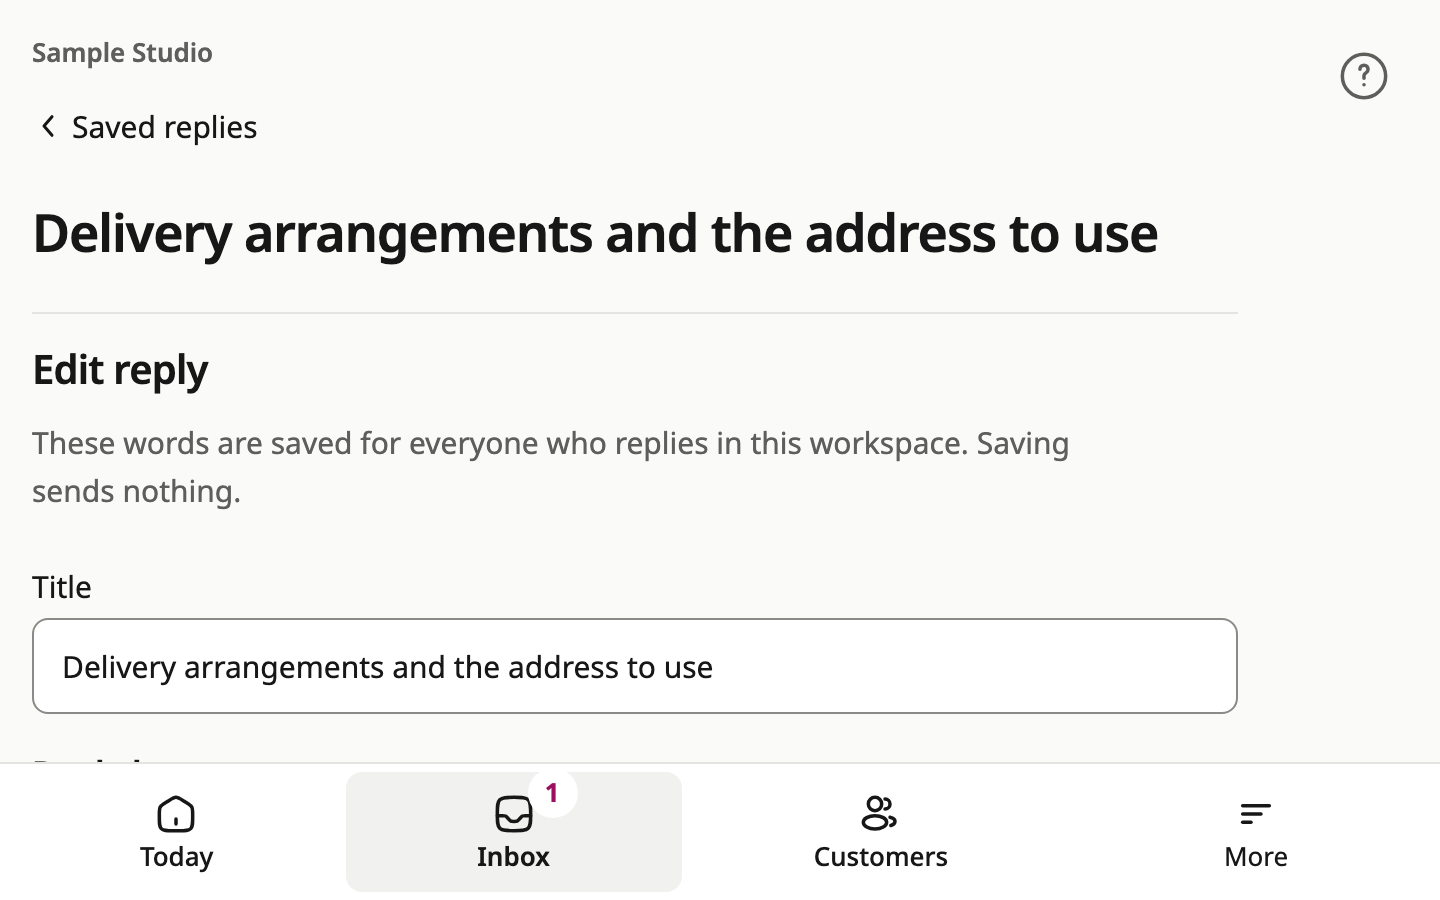 Sample Studio
?
Saved replies
Delivery arrangements and the address to use
Edit reply
These words are saved for everyone who replies in this workspace. Saving
sends nothing.
Title
Delivery arrangements and the address to use
1
Today
Inbox
Customers
More